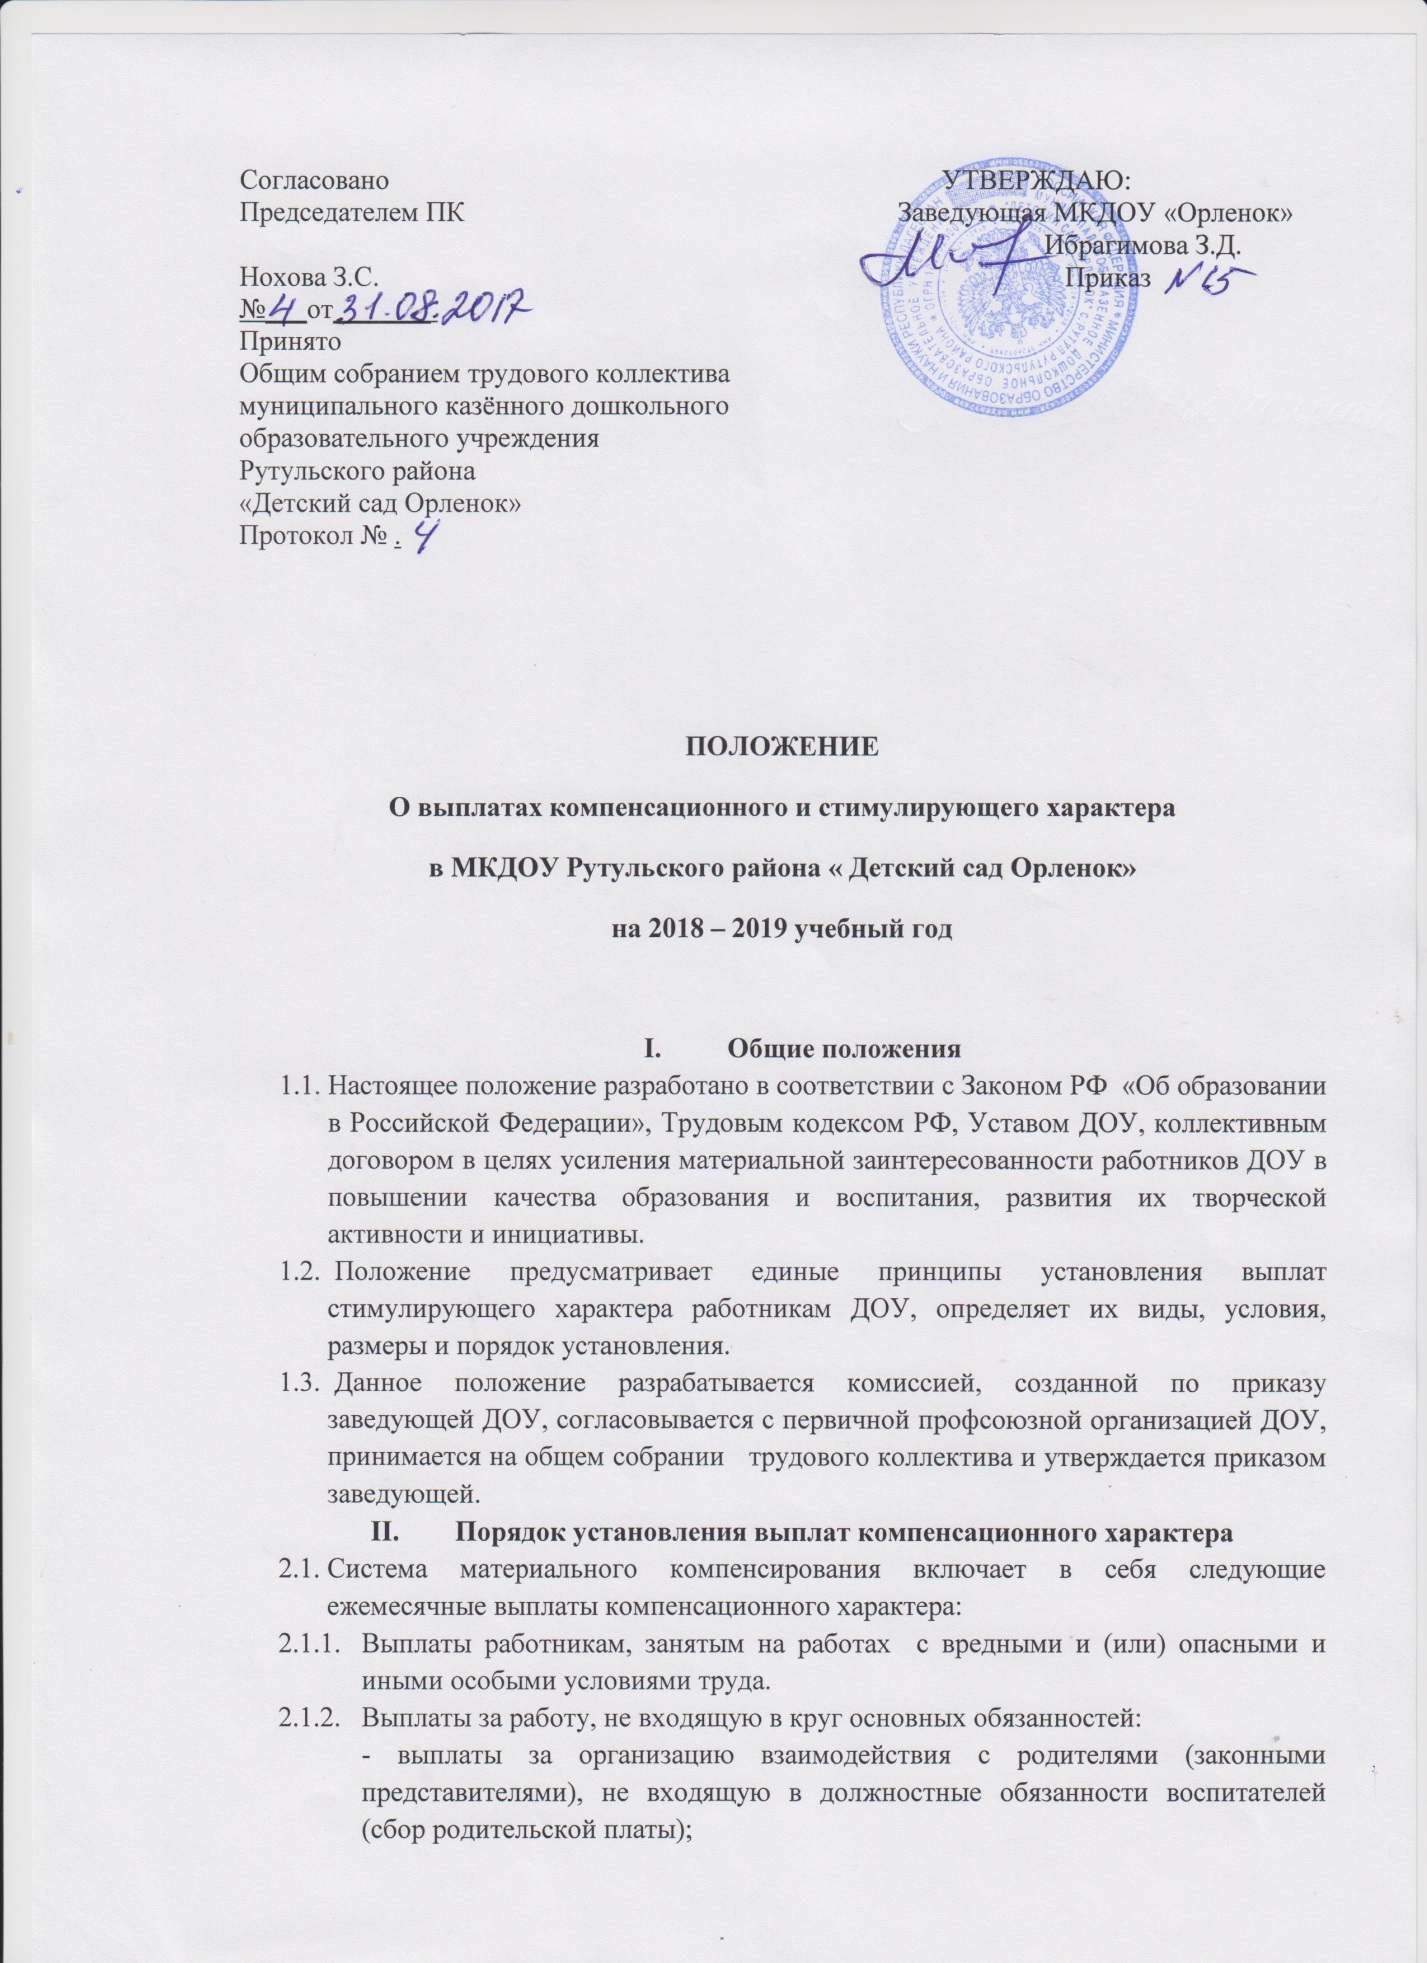 Согласовано
Председателем ПК
Нохова З.С.
№ 4 от 31.08.2017
Принято
Общим собранием трудового коллектива
муниципального казённого дошкольного
образовательного учреждения
Рутульского района
«Детский сад Орленок»
Протокол № . 4
УТВЕРЖДАЮ:
Заведующая МКДОУ «Орленок»
Ибрагимова З.Д.
Приказ
ПОЛОЖЕНИЕ
О выплатах компенсационного и стимулирующего характера
в МКДОУ Рутульского района « Детский сад Орленок»
на 2018 – 2019 учебный год
I. Общие положения
1.1. Настоящее положение разработано в соответствии с Законом РФ «Об образовании
в Российской Федерации», Трудовым кодексом РФ, Уставом ДОУ, коллективным
договором в целях усиления материальной заинтересованности работников ДОУ в
повышении качества образования и воспитания, развития их творческой
активности и инициативы.
1.2. Положение предусматривает единые принципы установления выплат
стимулирующего характера работникам ДОУ, определяет их виды, условия,
размеры и порядок установления.
1.3. Данное положение разрабатывается комиссией, созданной по приказу
заведующей ДОУ, согласовывается с первичной профсоюзной организацией ДОУ,
принимается на общем собрании трудового коллектива и утверждается приказом
заведующей.
II. Порядок установления выплат компенсационного характера
2.1. Система материального компенсирования включает в себя следующие
ежемесячные выплаты компенсационного характера:
2.1.1. Выплаты работникам, занятым на работах с вредными и (или) опасными и
иными особыми условиями труда.
2.1.2. Выплаты за работу, не входящую в круг основных обязанностей:
- выплаты за организацию взаимодействия с родителями (законными
представителями), не входящую в должностные обязанности воспитателей
(сбор родительской платы);